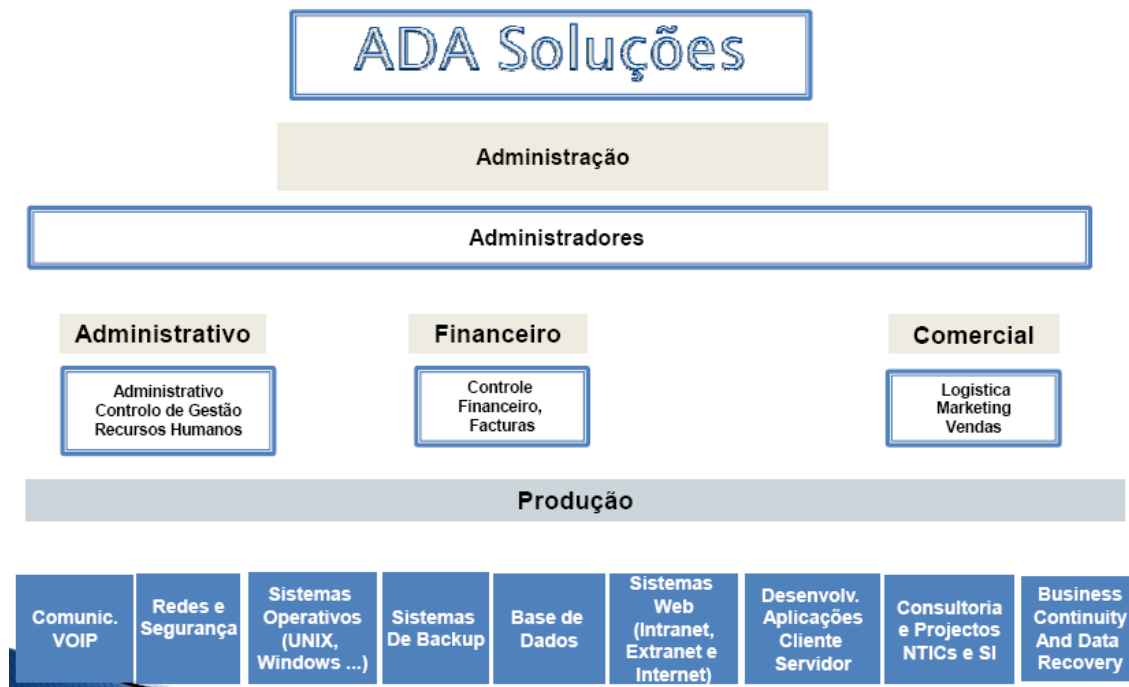 ADA Soluções
Administração
Administradores
Administrativo
Administrativo
Controlo de Gestão
Recursos Humanos
Financeiro
Controle
Financeiro,
Facturas
Comercial
Logistica
Marketing
Vendas
Produção
Comunic.
VOIP
Redes e
Segurança
Sistemas
Operativos
(UNIX,
Windows ...)
Sistemas
De Backup
Base de
Dados
Sistemas
Web
(Intranet,
Extranet e
Internet)
Desenvolv.
Aplicações
Cliente
Servidor
Consultoria
e Projectos
NTICs e SI
Business
Continuity
And Data
Recovery